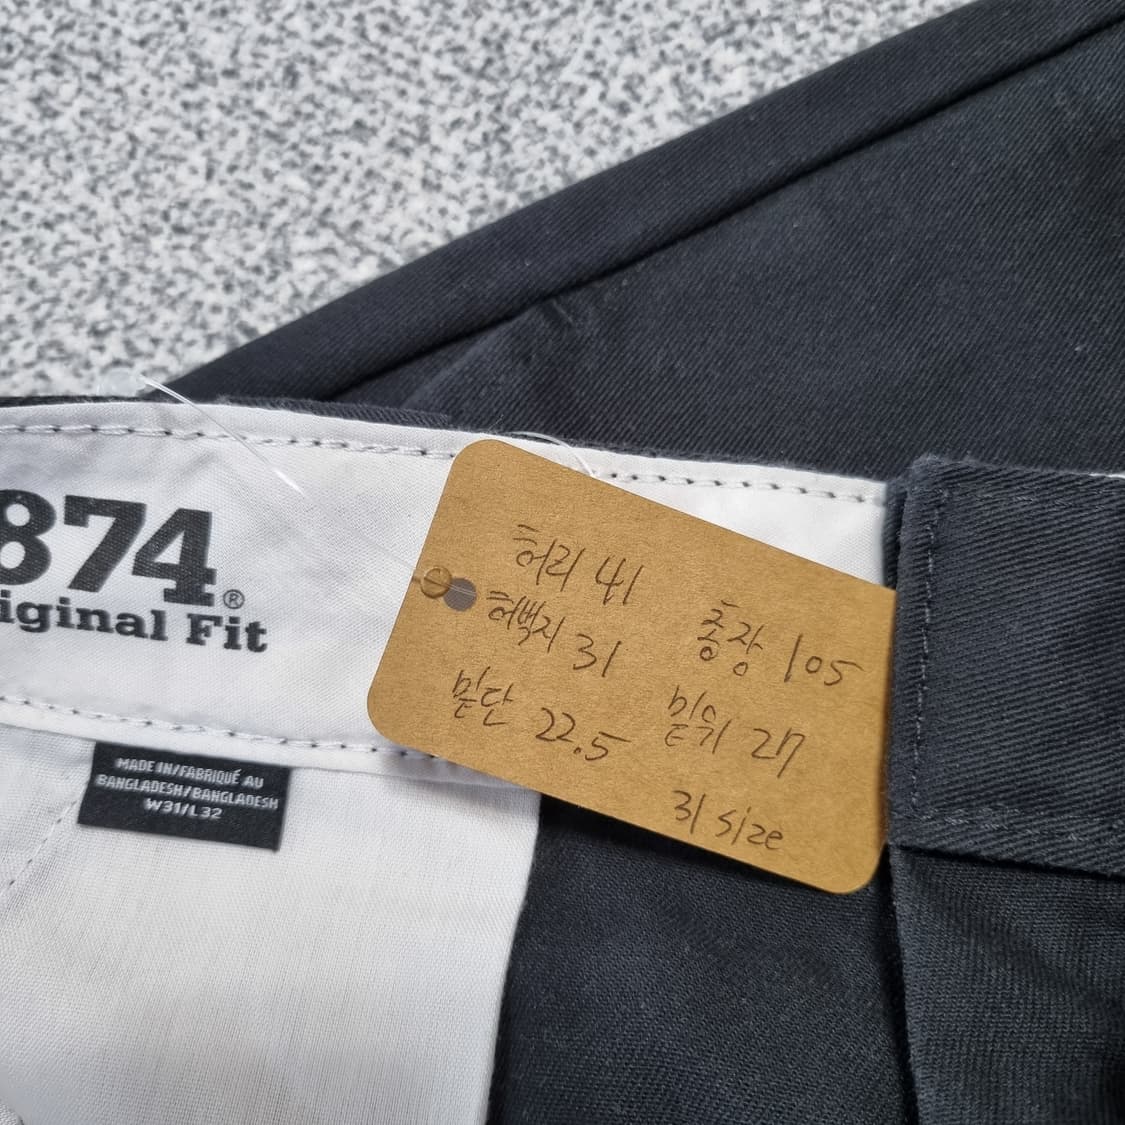 874®
iginal Fit
MADE IN/FABRIQUÉ AU
BANGLADESH/BANGLADESH
W31/L32
허리 41
허벅지 31
밑단 22.5
총장 105
밑위 27
31 size